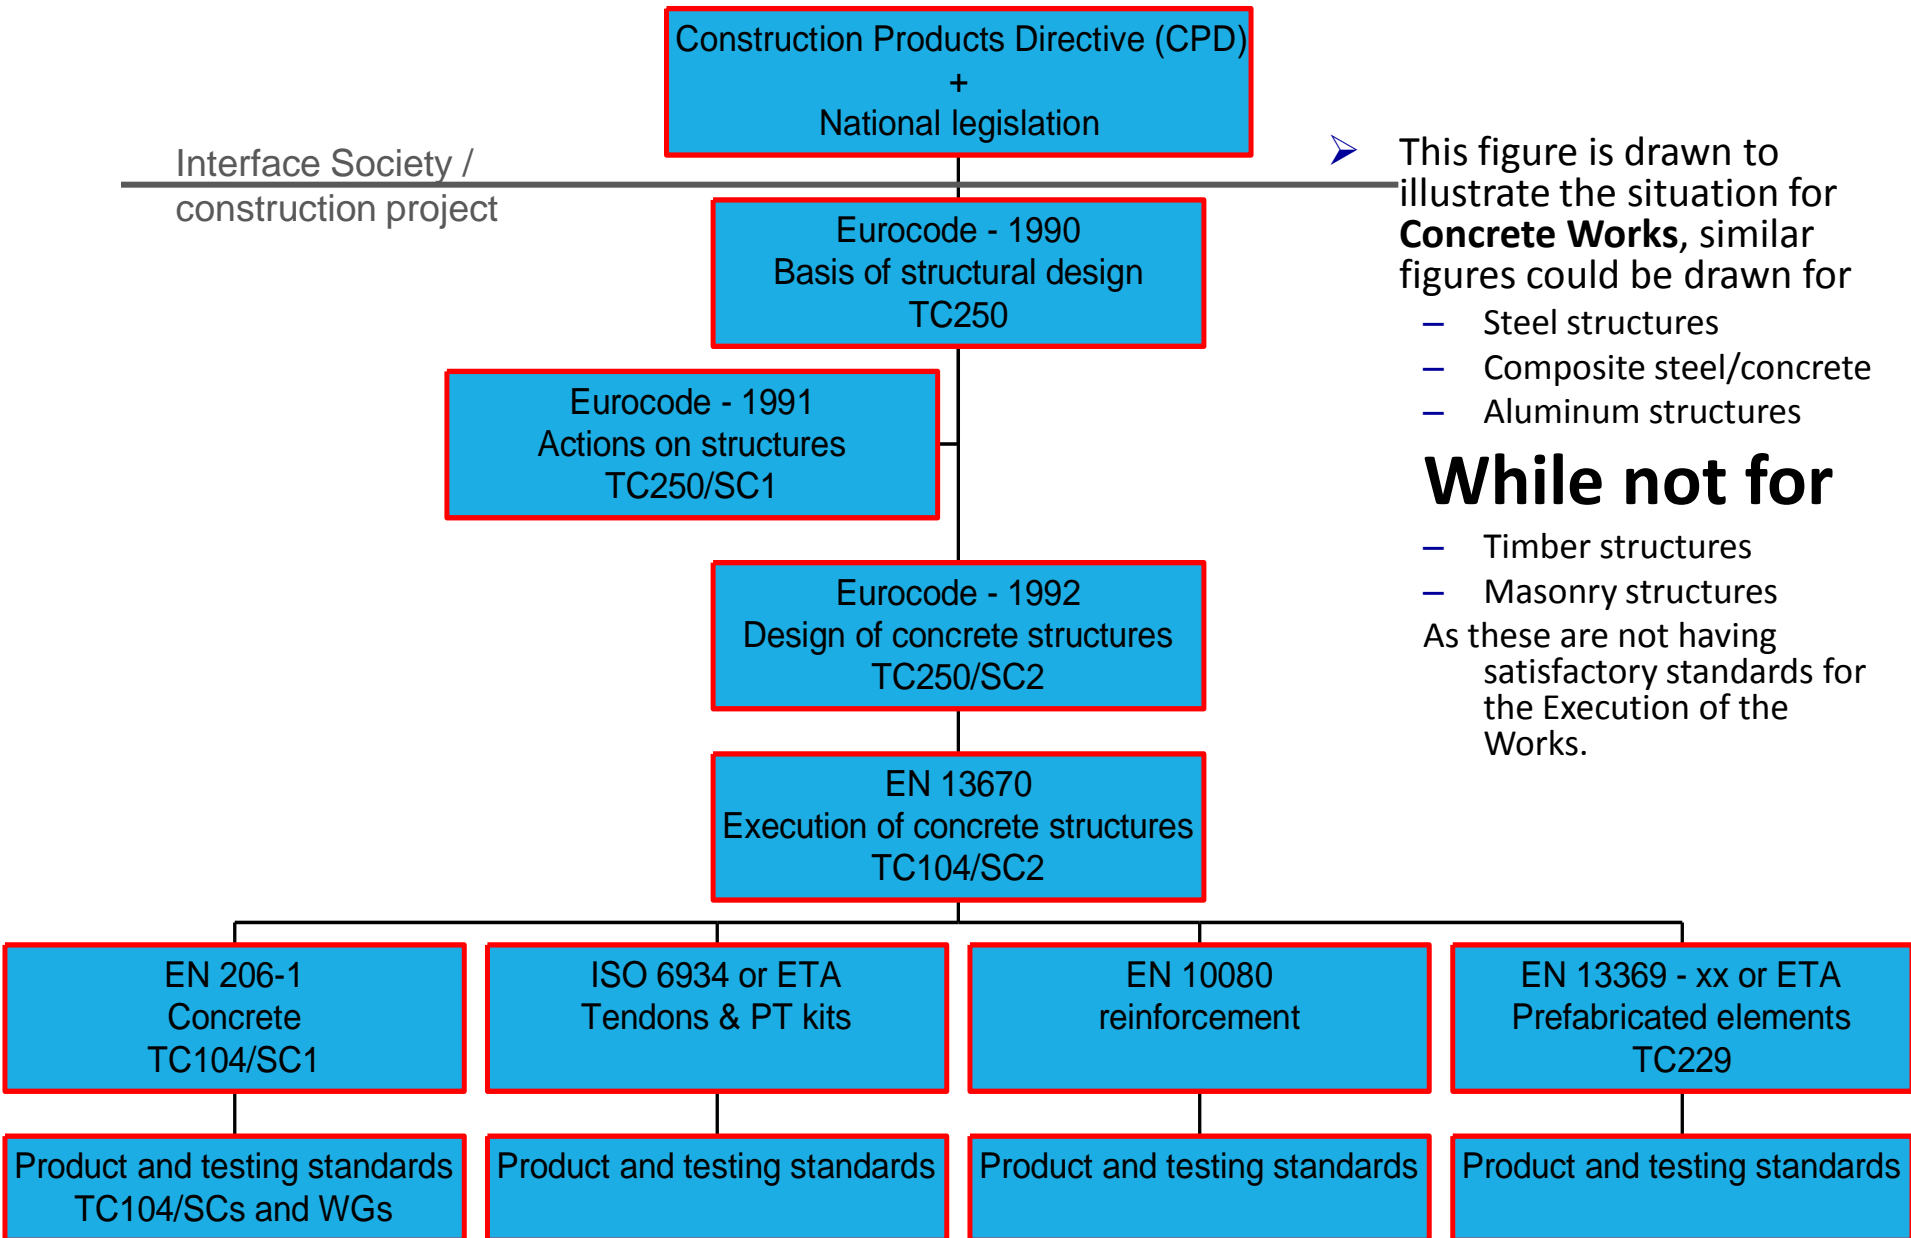 Construction Products Directive (CPD)
+
National legislation
Interface Society /
construction project
Eurocode - 1990
Basis of structural design
TC250
Eurocode - 1991
Actions on structures
TC250/SC1
Eurocode - 1992
Design of concrete structures
TC250/SC2
EN 13670
Execution of concrete structures
TC104/SC2
EN 206-1
Concrete
TC104/SC1
ISO 6934 or ETA
Tendons & PT kits
EN 10080
reinforcement
EN 13369 - xx or ETA
Prefabricated elements
TC229
Product and testing standards
TC104/SCs and WGs
Product and testing standards
Product and testing standards
Product and testing standards
➢ This figure is drawn to
illustrate the situation for
Concrete Works, similar
figures could be drawn for
– Steel structures
– Composite steel/concrete
– Aluminum structures
While not for
– Timber structures
– Masonry structures
As these are not having
satisfactory standards for
the Execution of the
Works.